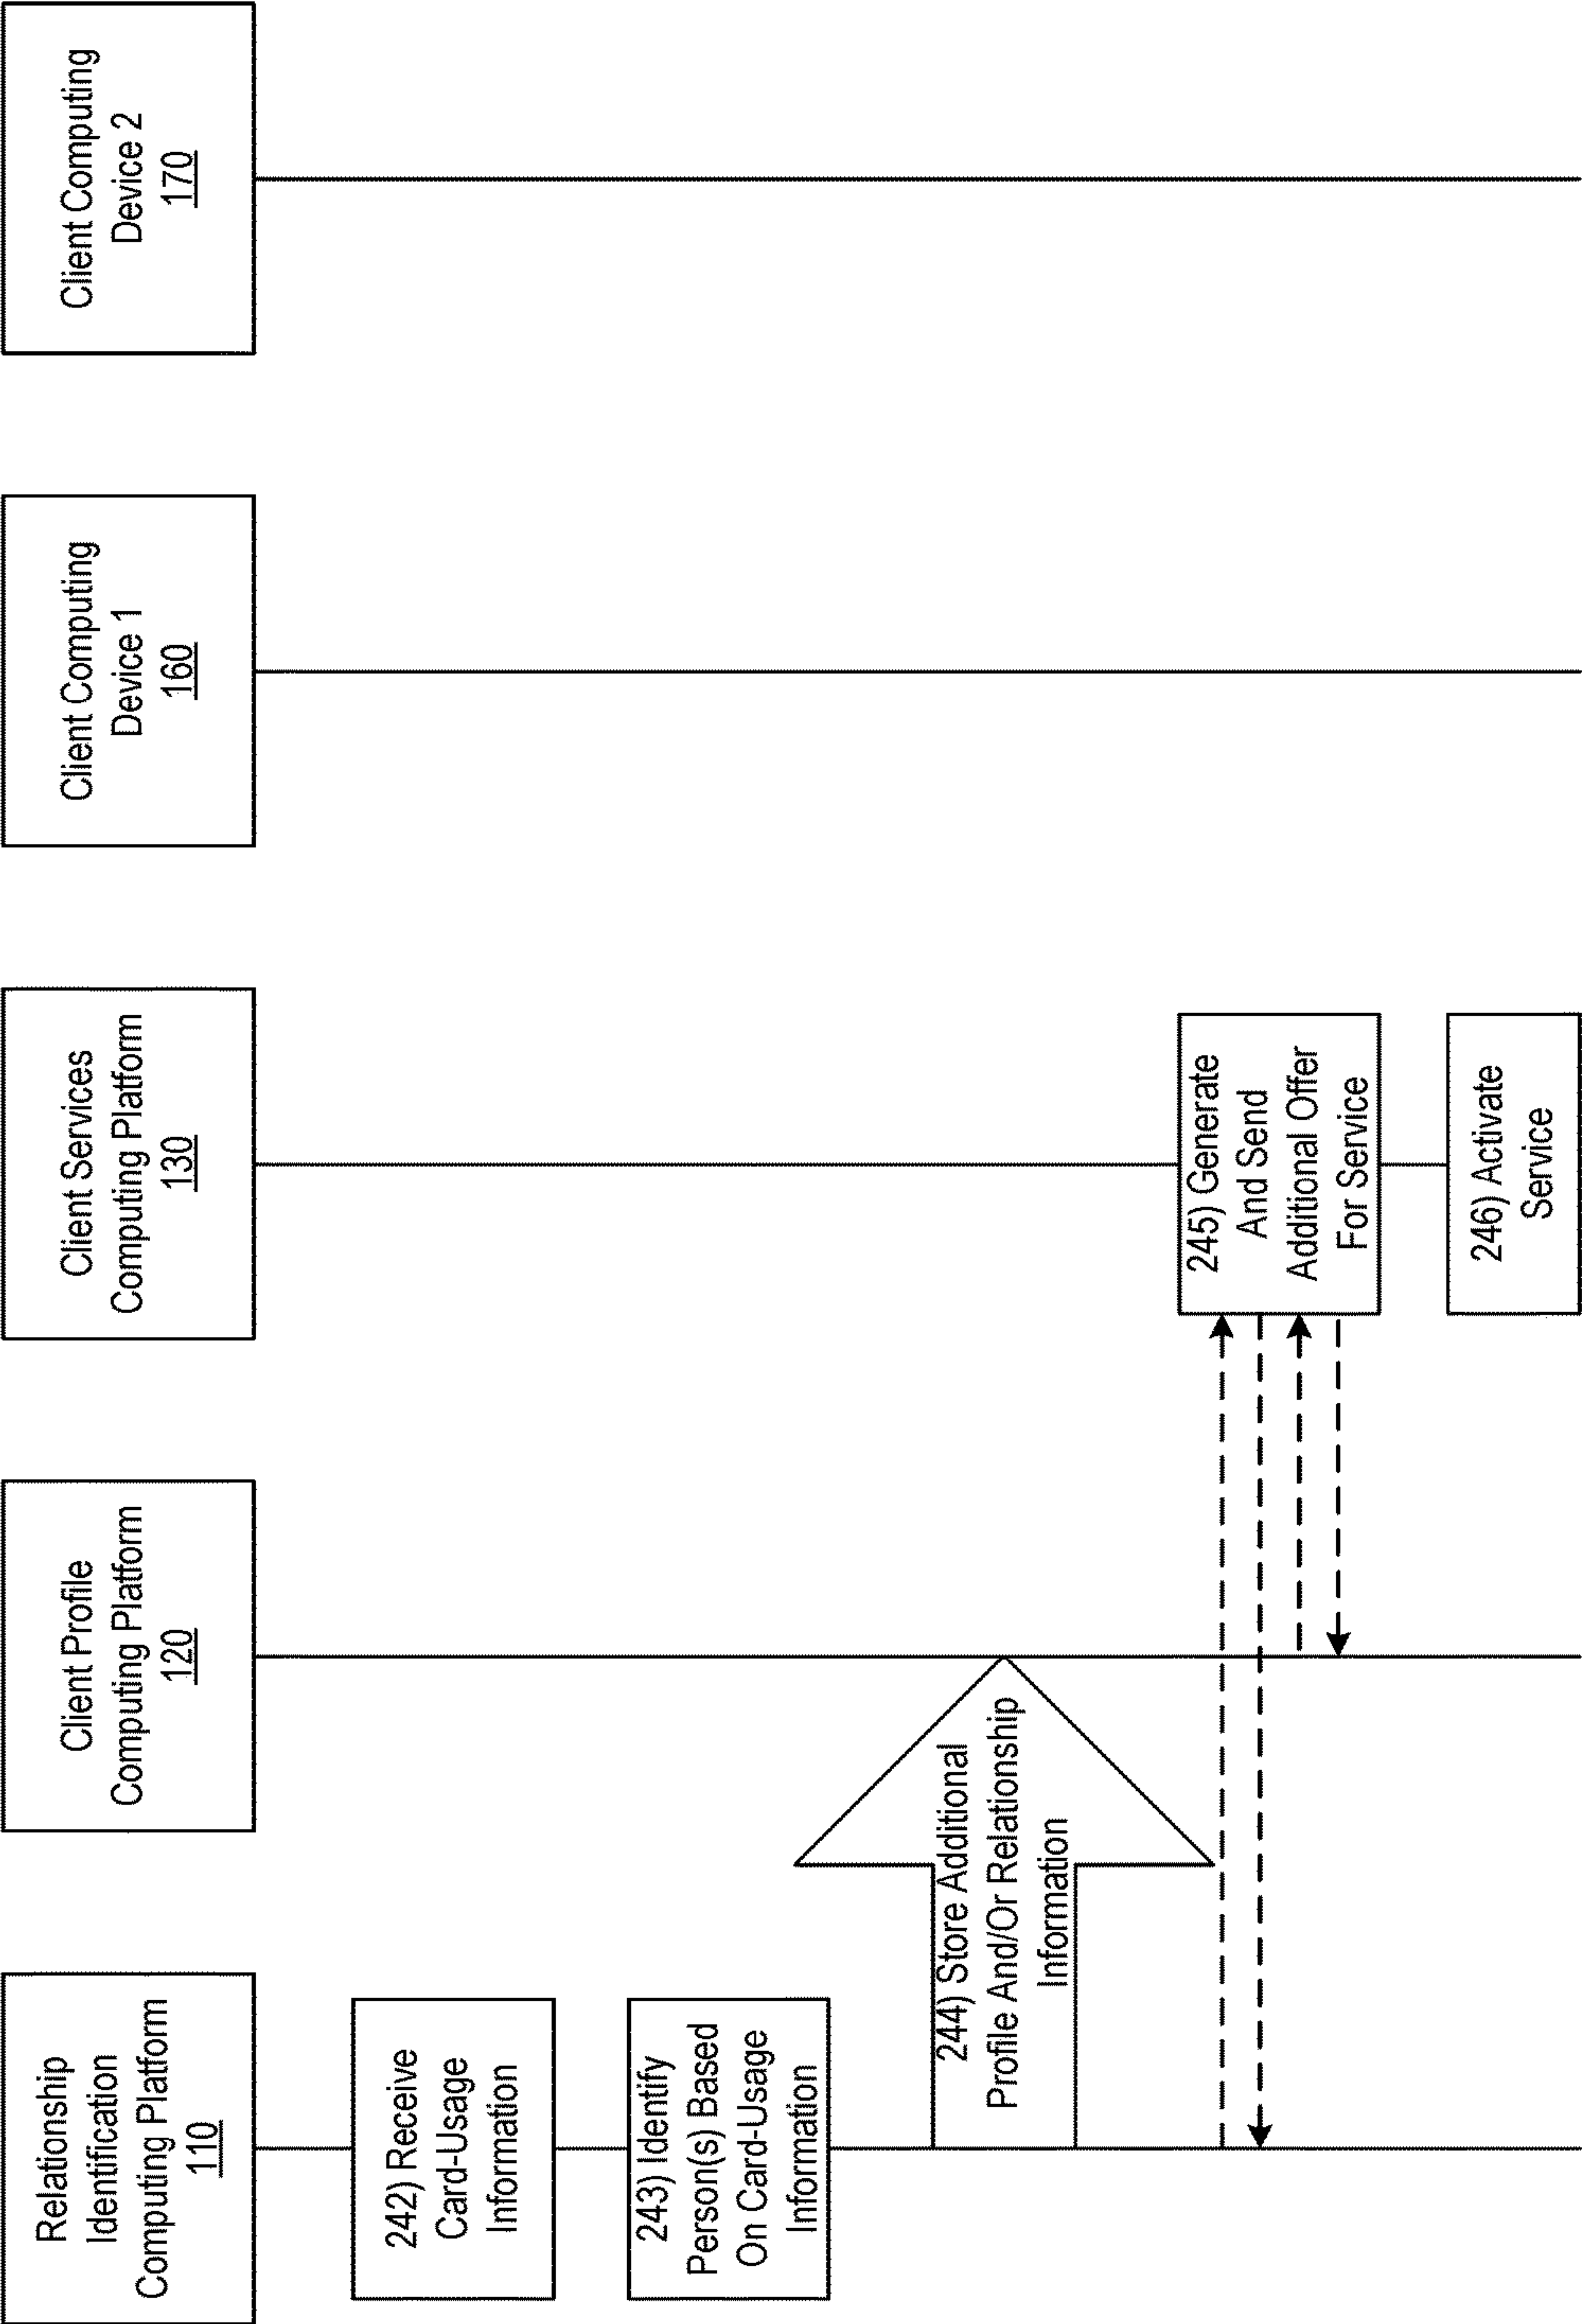 Relationship
Identification
Computing Platform
110
Client Profile
Computing Platform
120
Client Services
Computing Platform
130
Client Computing
Device 1
160
Client Computing
Device 2
170
242) Receive
Card-Usage
Information
243) Identify
Person(s) Based
On Card-Usage
Information
244) Store Additional
Profile And/Or Relationship
Information
245) Generate
And Send
Additional Offer
For Service
246) Activate
Service